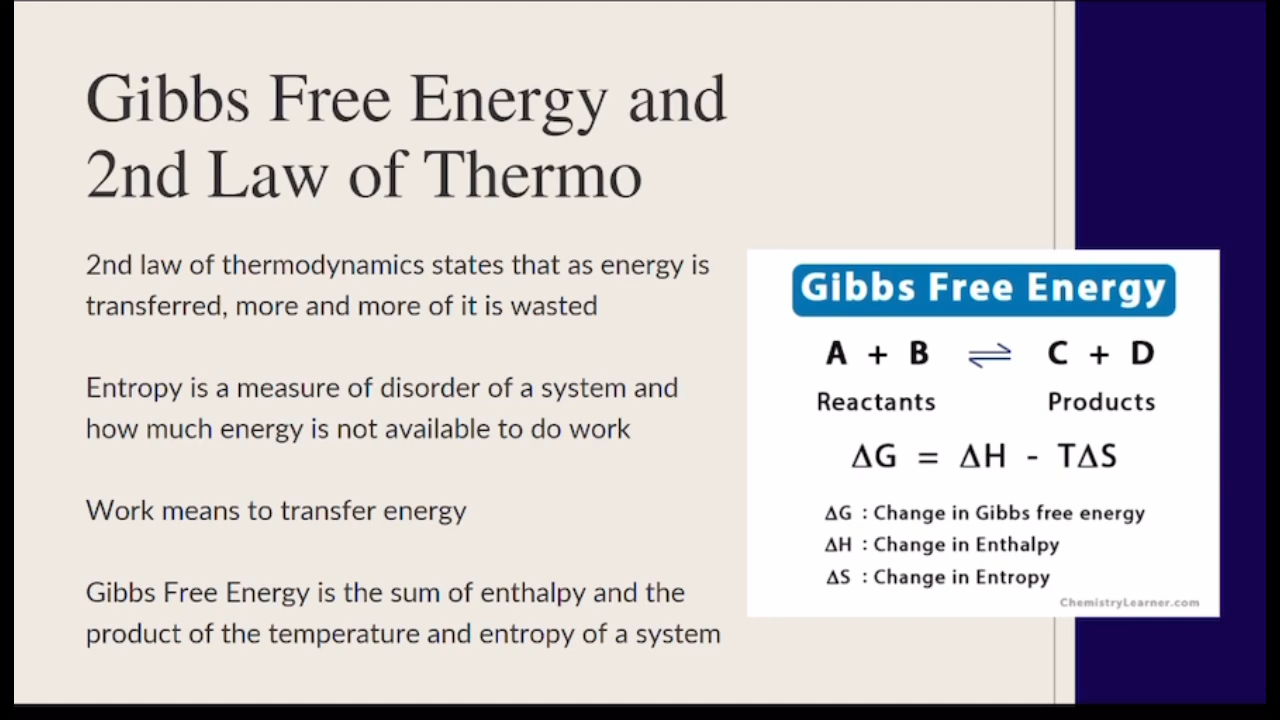 Gibbs Free Energy and
2nd Law of Thermo
2nd law of thermodynamics states that as energy is
transferred, more and more of it is wasted
Entropy is a measure of disorder of a system and
how much energy is not available to do work
Work means to transfer energy
Gibbs Free Energy is the sum of enthalpy and the
product of the temperature and entropy of a system
Gibbs Free Energy
A + B ⇌ C + D
Reactants Products
ΔG = ΔH - TΔS
ΔG : Change in Gibbs free energy
ΔH : Change in Enthalpy
ΔS : Change in Entropy
ChemistryLearner.com